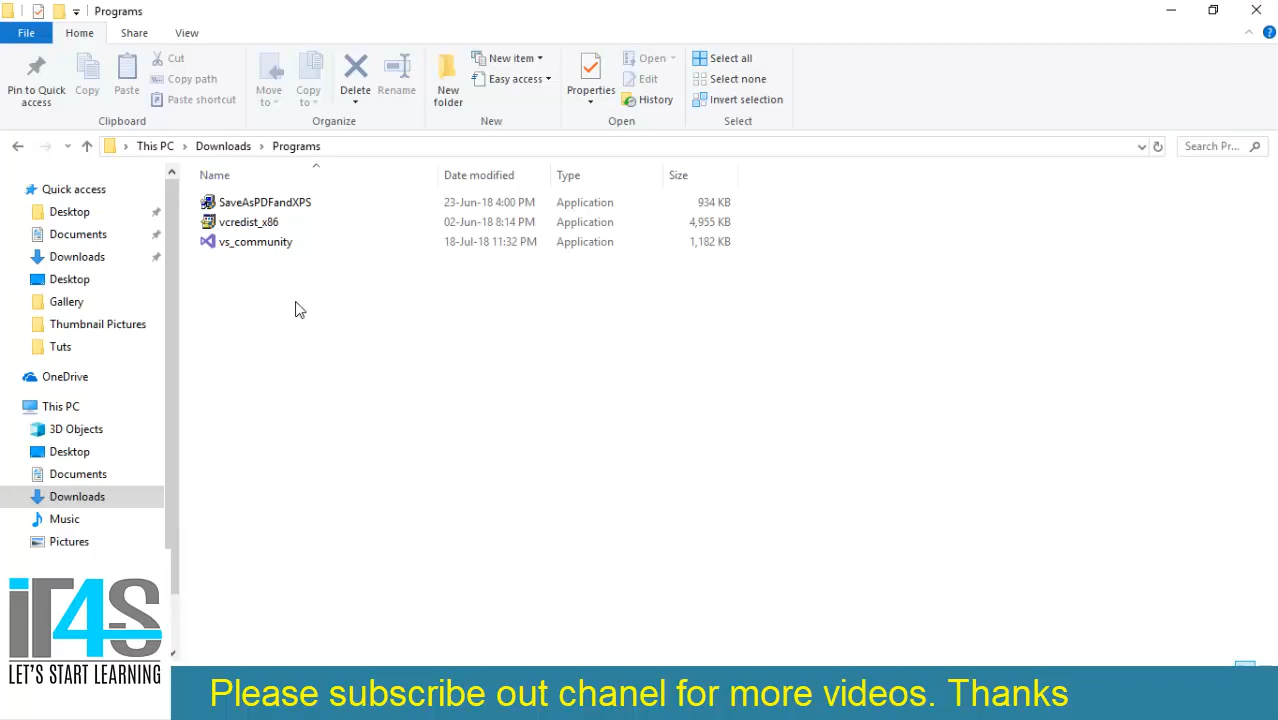 Programs
File Home Share View
Pin to Quick access
Copy
Paste
Cut
Copy path
Paste shortcut
Clipboard
Move to
Copy to
Delete
Rename
Organize
New folder
New item
Easy access
New
Properties
Open
Edit
History
Open
Select all
Select none
Invert selection
Select
This PC Downloads Programs
Search Pr...
Name Date modified Type Size
SaveAsPDFandXPS 23-Jun-18 4:00 PM Application 934 KB
vcredist_x86 02-Jun-18 8:14 PM Application 4,955 KB
vs_community 18-Jul-18 11:32 PM Application 1,182 KB
Quick access
Desktop
Documents
Downloads
Desktop
Gallery
Thumbnail Pictures
Tuts
OneDrive
This PC
3D Objects
Desktop
Documents
Downloads
Music
Pictures
iT4S
LET'S START LEARNING
Please subscribe out chanel for more videos. Thanks